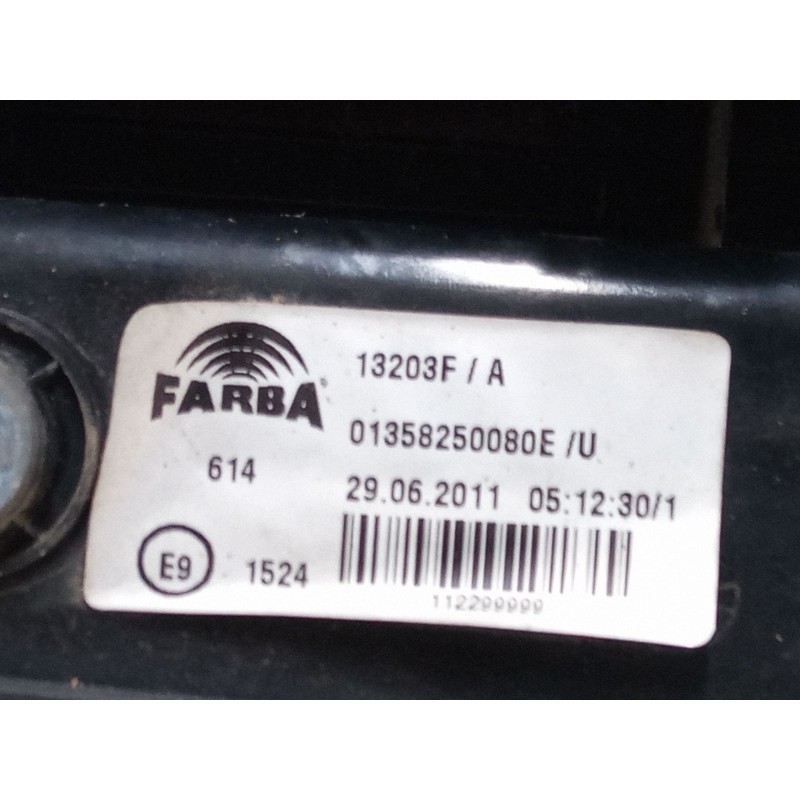 FARBA®
13203F / A
01358250080E /U
614
29.06.2011 05:12:30/1
E9
1524
112299999